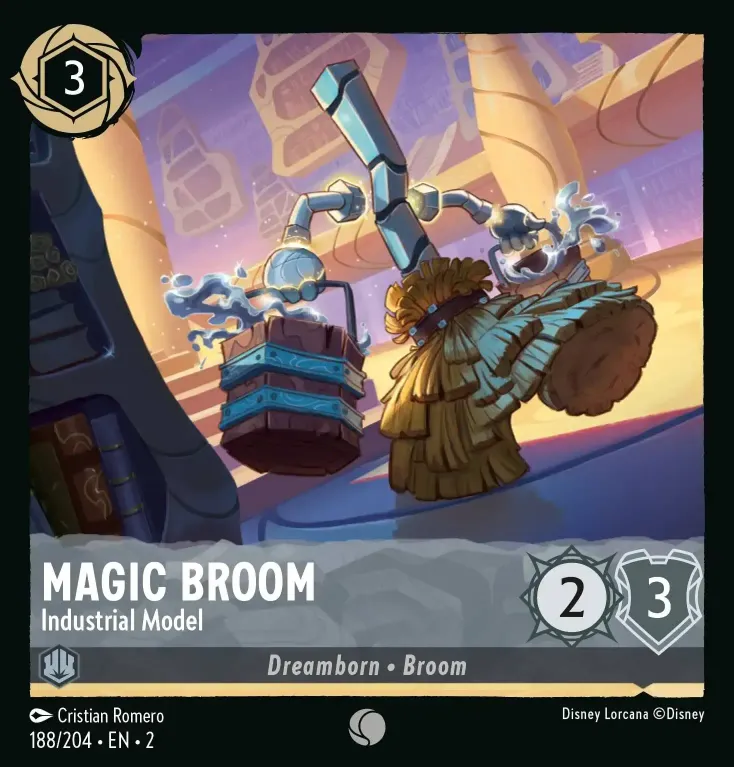 3
MAGIC BROOM
Industrial Model
2
3
Dreamborn • Broom
Cristian Romero
188/204 • EN • 2
Disney Lorcana ©Disney